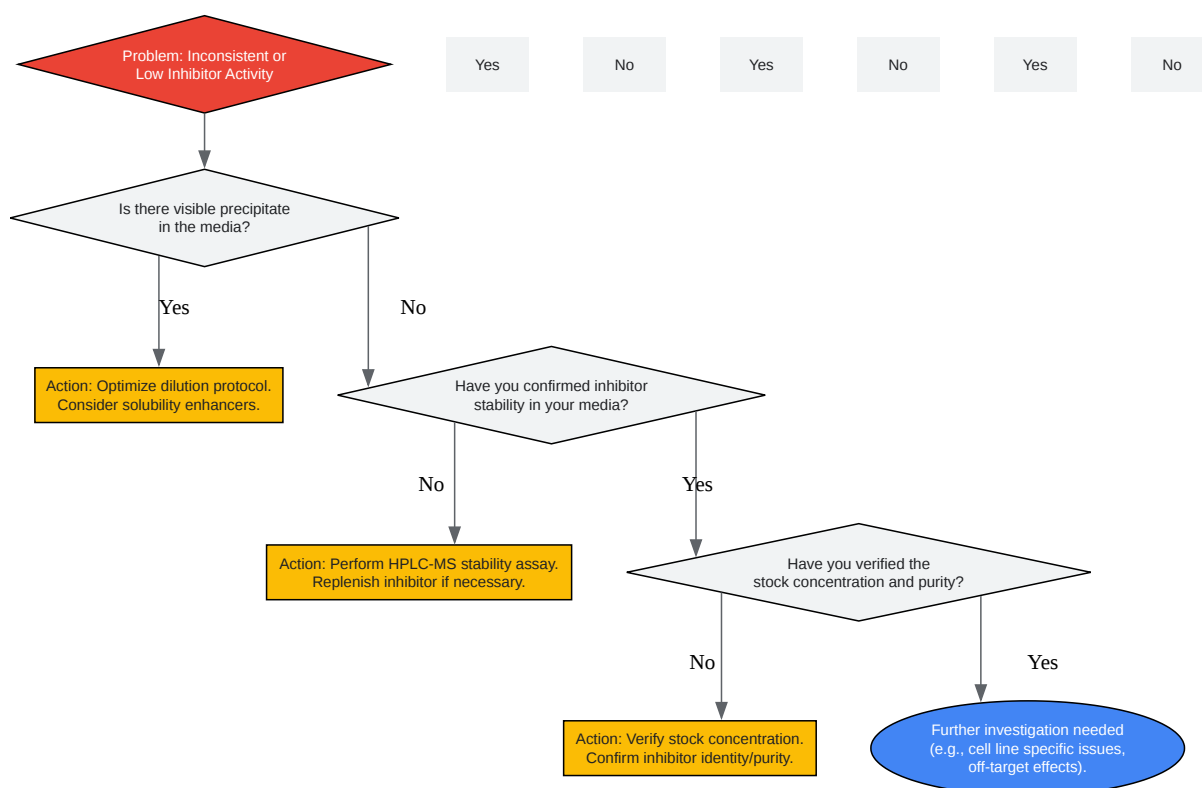 Problem: Inconsistent or
Low Inhibitor Activity
Yes
No
Yes
No
Yes
No
Is there visible precipitate
in the media?
Yes
No
Action: Optimize dilution protocol.
Consider solubility enhancers.
Have you confirmed inhibitor
stability in your media?
No
Yes
Action: Perform HPLC-MS stability assay.
Replenish inhibitor if necessary.
Have you verified the
stock concentration and purity?
No
Yes
Action: Verify stock concentration.
Confirm inhibitor identity/purity.
Further investigation needed
(e.g., cell line specific issues,
off-target effects).